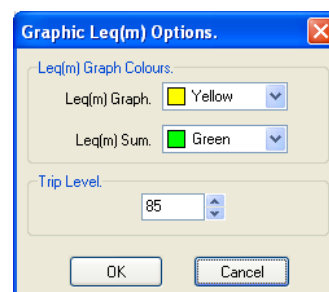 Graphic Leq(m) Options.
Leq(m) Graph Colours.
Leq(m) Graph. Yellow
Leq(m) Sum. Green
Trip Level.
85
OK Cancel